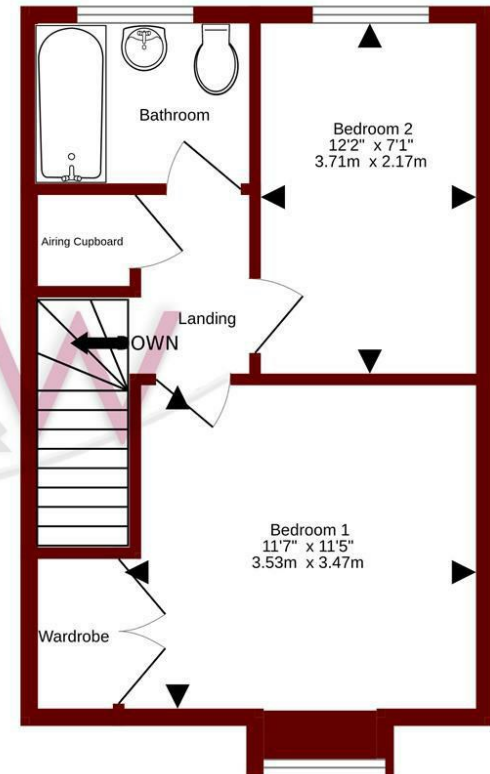 Bathroom
Bedroom 2
12'2" x 7'1"
3.71m x 2.17m
Airing Cupboard
Landing
DOWN
Bedroom 1
11'7" x 11'5"
3.53m x 3.47m
Wardrobe